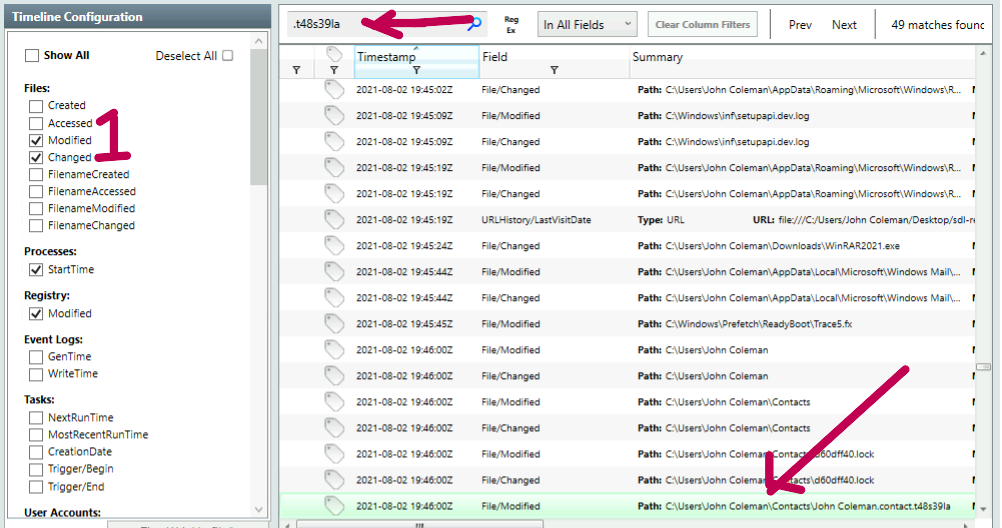 Timeline Configuration
Show All
Deselect All
Files:
Created
Accessed
Modified
Changed
FilenameCreated
FilenameAccessed
FilenameModified
FilenameChanged
Processes:
StartTime
Registry:
Modified
Event Logs:
GenTime
WriteTime
Tasks:
NextRunTime
MostRecentRunTime
CreationDate
Trigger/Begin
Trigger/End
User Accounts:
1
.t48s39la
Reg Ex
In All Fields
Clear Column Filters
Prev
Next
49 matches found
Timestamp Field Summary
2021-08-02 19:45:02Z File/Changed Path: C:\Users\John Coleman\AppData\Roaming\Microsoft\Windows\R...
2021-08-02 19:45:09Z File/Modified Path: C:\Windows\inf\setupapi.dev.log
2021-08-02 19:45:09Z File/Changed Path: C:\Windows\inf\setupapi.dev.log
2021-08-02 19:45:19Z File/Modified Path: C:\Users\John Coleman\AppData\Roaming\Microsoft\Windows\R...
2021-08-02 19:45:19Z File/Changed Path: C:\Users\John Coleman\AppData\Roaming\Microsoft\Windows\R...
2021-08-02 19:45:19Z URLHistory/LastVisitDate Type: URL URL: file:///C:/Users/John Coleman/Desktop/sdl-re
2021-08-02 19:45:24Z File/Changed Path: C:\Users\John Coleman\Downloads\WinRAR2021.exe
2021-08-02 19:45:44Z File/Changed Path: C:\Users\John Coleman\AppData\Local\Microsoft\Windows Mail\...
2021-08-02 19:45:44Z File/Changed Path: C:\Users\John Coleman\AppData\Local\Microsoft\Windows Mail\...
2021-08-02 19:45:45Z File/Modified Path: C:\Windows\Prefetch\ReadyBoot\Trace5.fx
2021-08-02 19:46:00Z File/Modified Path: C:\Users\John Coleman
2021-08-02 19:46:00Z File/Changed Path: C:\Users\John Coleman
2021-08-02 19:46:00Z File/Modified Path: C:\Users\John Coleman\Contacts
2021-08-02 19:46:00Z File/Changed Path: C:\Users\John Coleman\Contacts
2021-08-02 19:46:00Z File/Modified Path: C:\Users\John Coleman\Contacts\d60dff40.lock
2021-08-02 19:46:00Z File/Changed Path: C:\Users\John Coleman\Contacts\d60dff40.lock
2021-08-02 19:46:00Z File/Modified Path: C:\Users\John Coleman\Contacts\John Coleman.contact.t48s39la